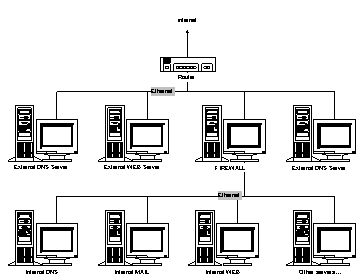 Internet
Router
Ethernet
External DNS Server
External WEB Server
FIREWALL
External DNS Server
Ethernet
Internal DNS
Internal MAIL
Internal WEB
Other servers...